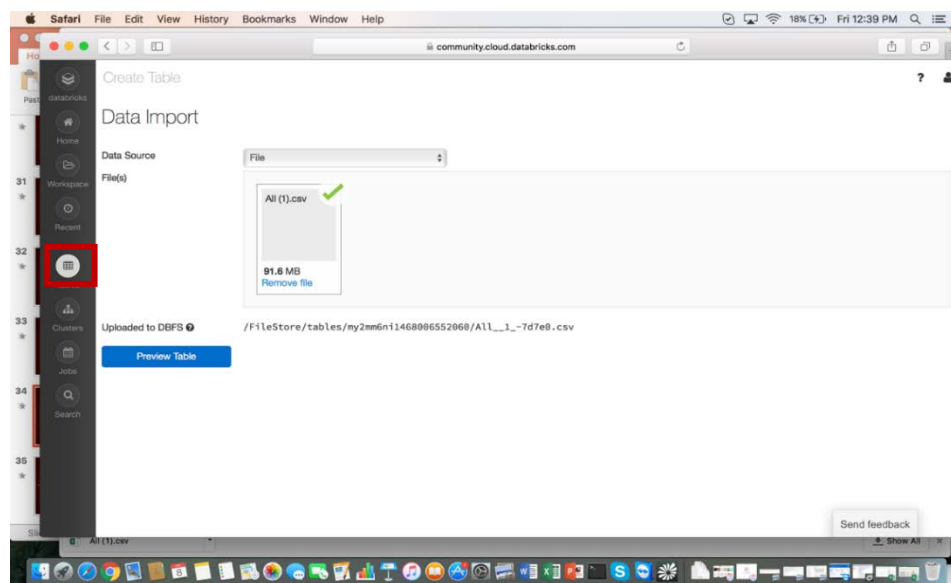 Safari File Edit View History Bookmarks Window Help
18% Fri 12:39 PM
community.cloud.databricks.com
Create Table
?
Past
databricks
Data Import
Home
Data Source
File
File(s)
Workspace
All (1).csv
31
Recent
32
91.6 MB
Remove file
33
Clusters
Uploaded to DBFS
/FileStore/tables/my2mm6ni1468006552060/All__1_-7d7e0.csv
Preview Table
Jobs
34
Search
35
Send feedback
All (1).csv
Show All